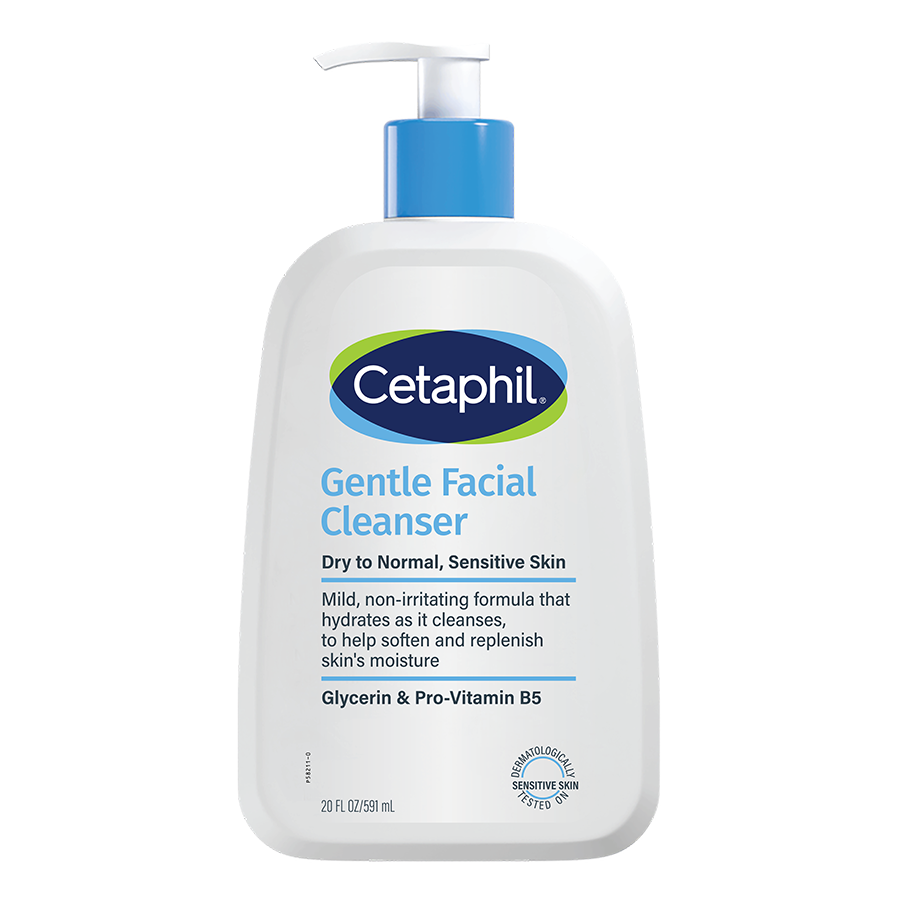 Cetaphil®
Gentle Facial
Cleanser
Dry to Normal, Sensitive Skin
Mild, non-irritating formula that
hydrates as it cleanses,
to help soften and replenish
skin's moisture
Glycerin & Pro-Vitamin B5
P58211-0
20 FL OZ/591 mL
DERMATOLOGICALLY
SENSITIVE SKIN
TESTED ON